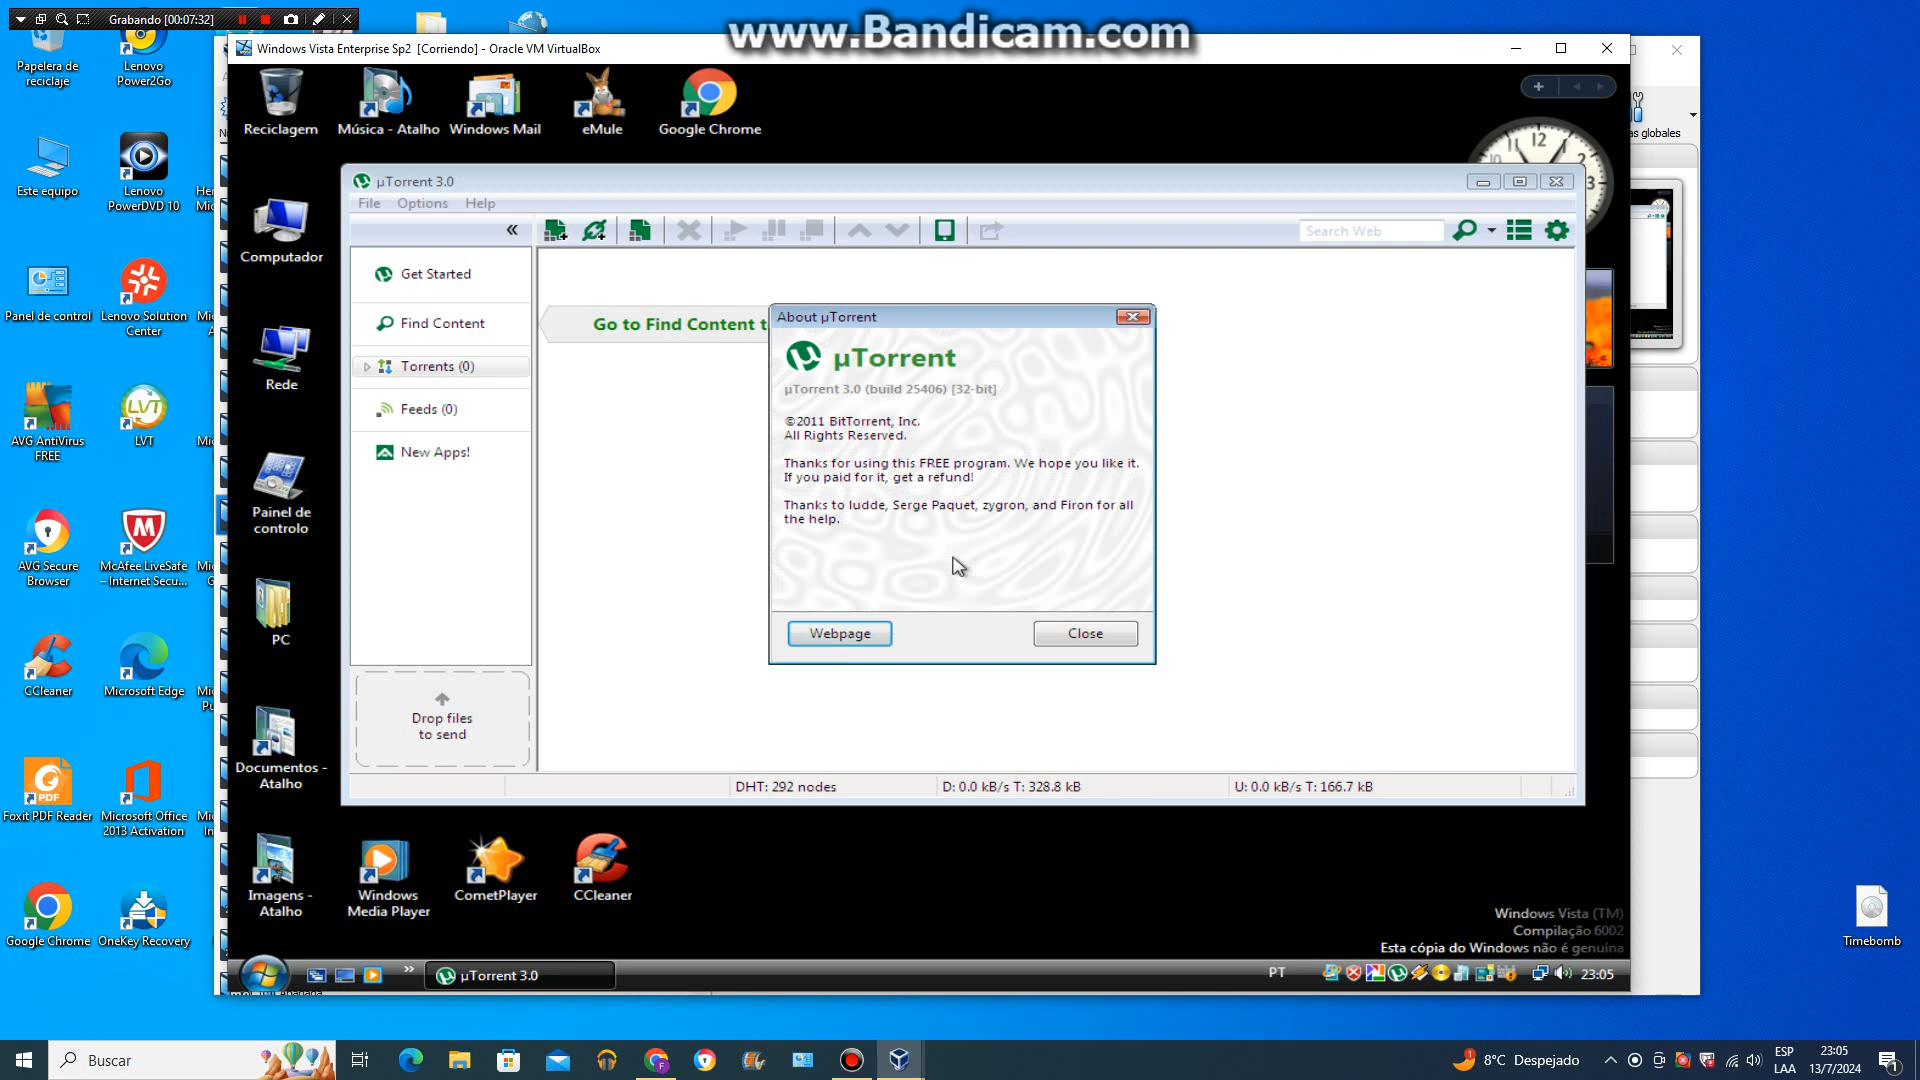 Grabando [00:07:32]
www.Bandicam.com
Windows Vista Enterprise Sp2 [Corriendo] - Oracle VM VirtualBox
Papelera de
reciclaje
Lenovo
Power2Go
Este equipo
Lenovo
PowerDVD 10
Panel de control
Lenovo Solution
Center
AVG AntiVirus
FREE
LVT
AVG Secure
Browser
McAfee LiveSafe
– Internet Secu...
CCleaner
Microsoft Edge
Foxit PDF Reader
Microsoft Office
2013 Activation
Google Chrome
OneKey Recovery
Reciclagem
Música - Atalho
Windows Mail
eMule
Google Chrome
Computador
Rede
Painel de
controlo
PC
Documentos -
Atalho
Imagens -
Atalho
Windows
Media Player
CometPlayer
CCleaner
as globales
µTorrent 3.0
File Options Help
Search Web
Get Started
Find Content
Torrents (0)
Feeds (0)
New Apps!
Go to Find Content t
Drop files
to send
DHT: 292 nodes
D: 0.0 kB/s T: 328.8 kB
U: 0.0 kB/s T: 166.7 kB
About µTorrent
µTorrent
µTorrent 3.0 (build 25406) [32-bit]
©2011 BitTorrent, Inc.
All Rights Reserved.
Thanks for using this FREE program. We hope you like it.
If you paid for it, get a refund!
Thanks to ludde, Serge Paquet, zygron, and Firon for all
the help.
Webpage
Close
Windows Vista (TM)
Compilação 6002
Esta cópia do Windows não é genuína
µTorrent 3.0
PT
23:05
Timebomb
Buscar
8°C Despejado
ESP
LAA
23:05
13/7/2024